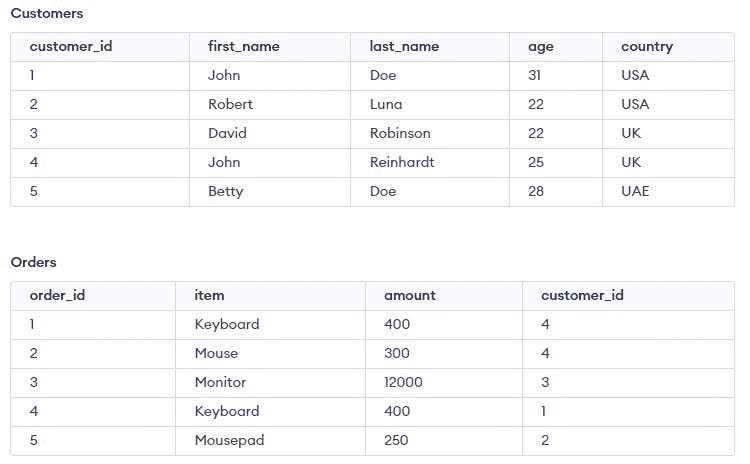 Customers
customer_id first_name last_name age country
1 John Doe 31 USA
2 Robert Luna 22 USA
3 David Robinson 22 UK
4 John Reinhardt 25 UK
5 Betty Doe 28 UAE
Orders
order_id item amount customer_id
1 Keyboard 400 4
2 Mouse 300 4
3 Monitor 12000 3
4 Keyboard 400 1
5 Mousepad 250 2